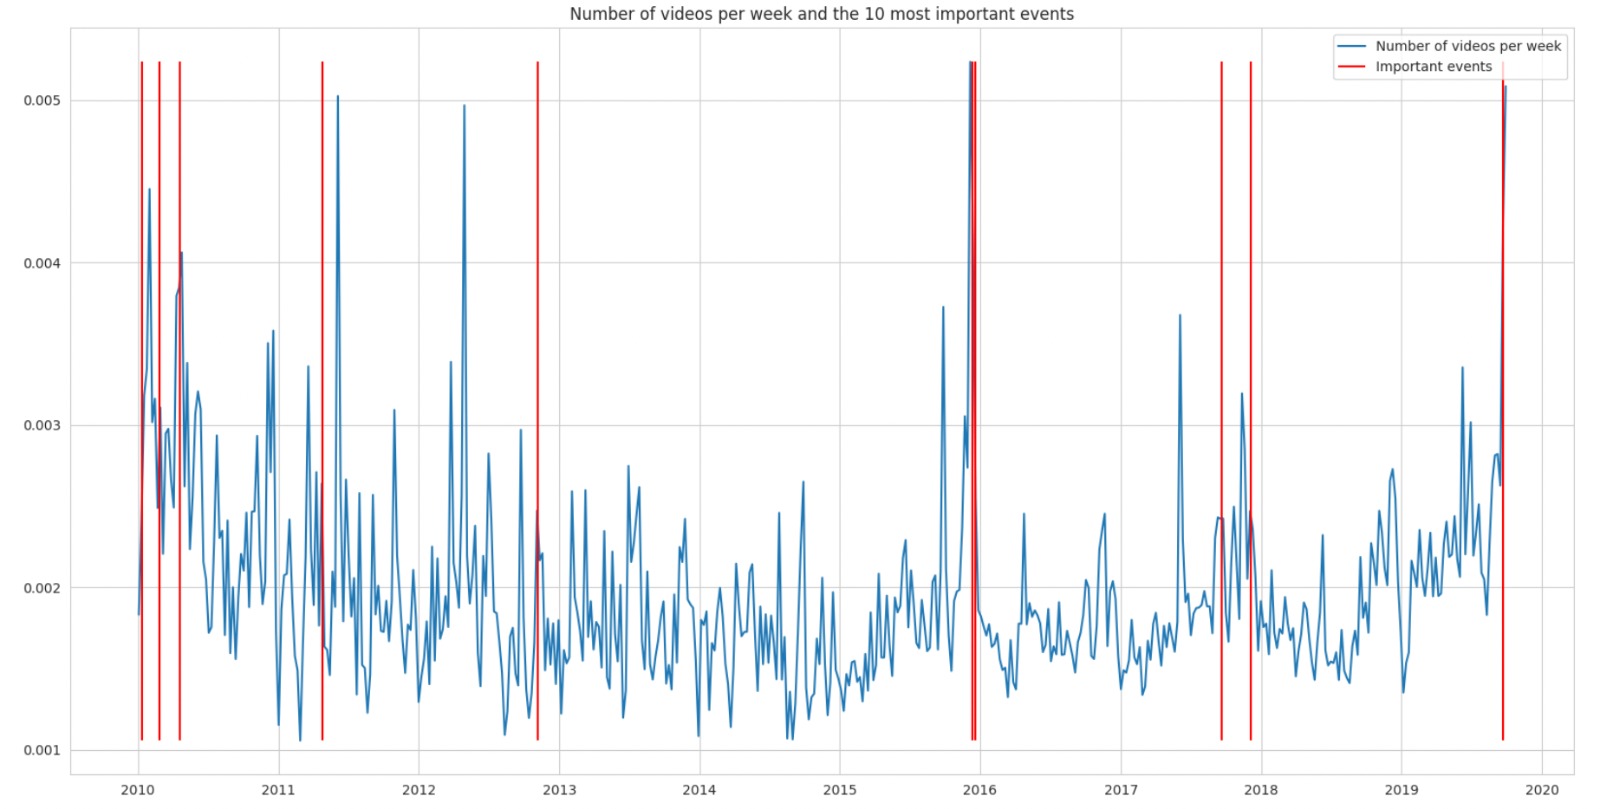 Number of videos per week and the 10 most important events
Number of videos per week
Important events
0.005
0.004
0.003
0.002
0.001
2010 2011 2012 2013 2014 2015 2016 2017 2018 2019 2020